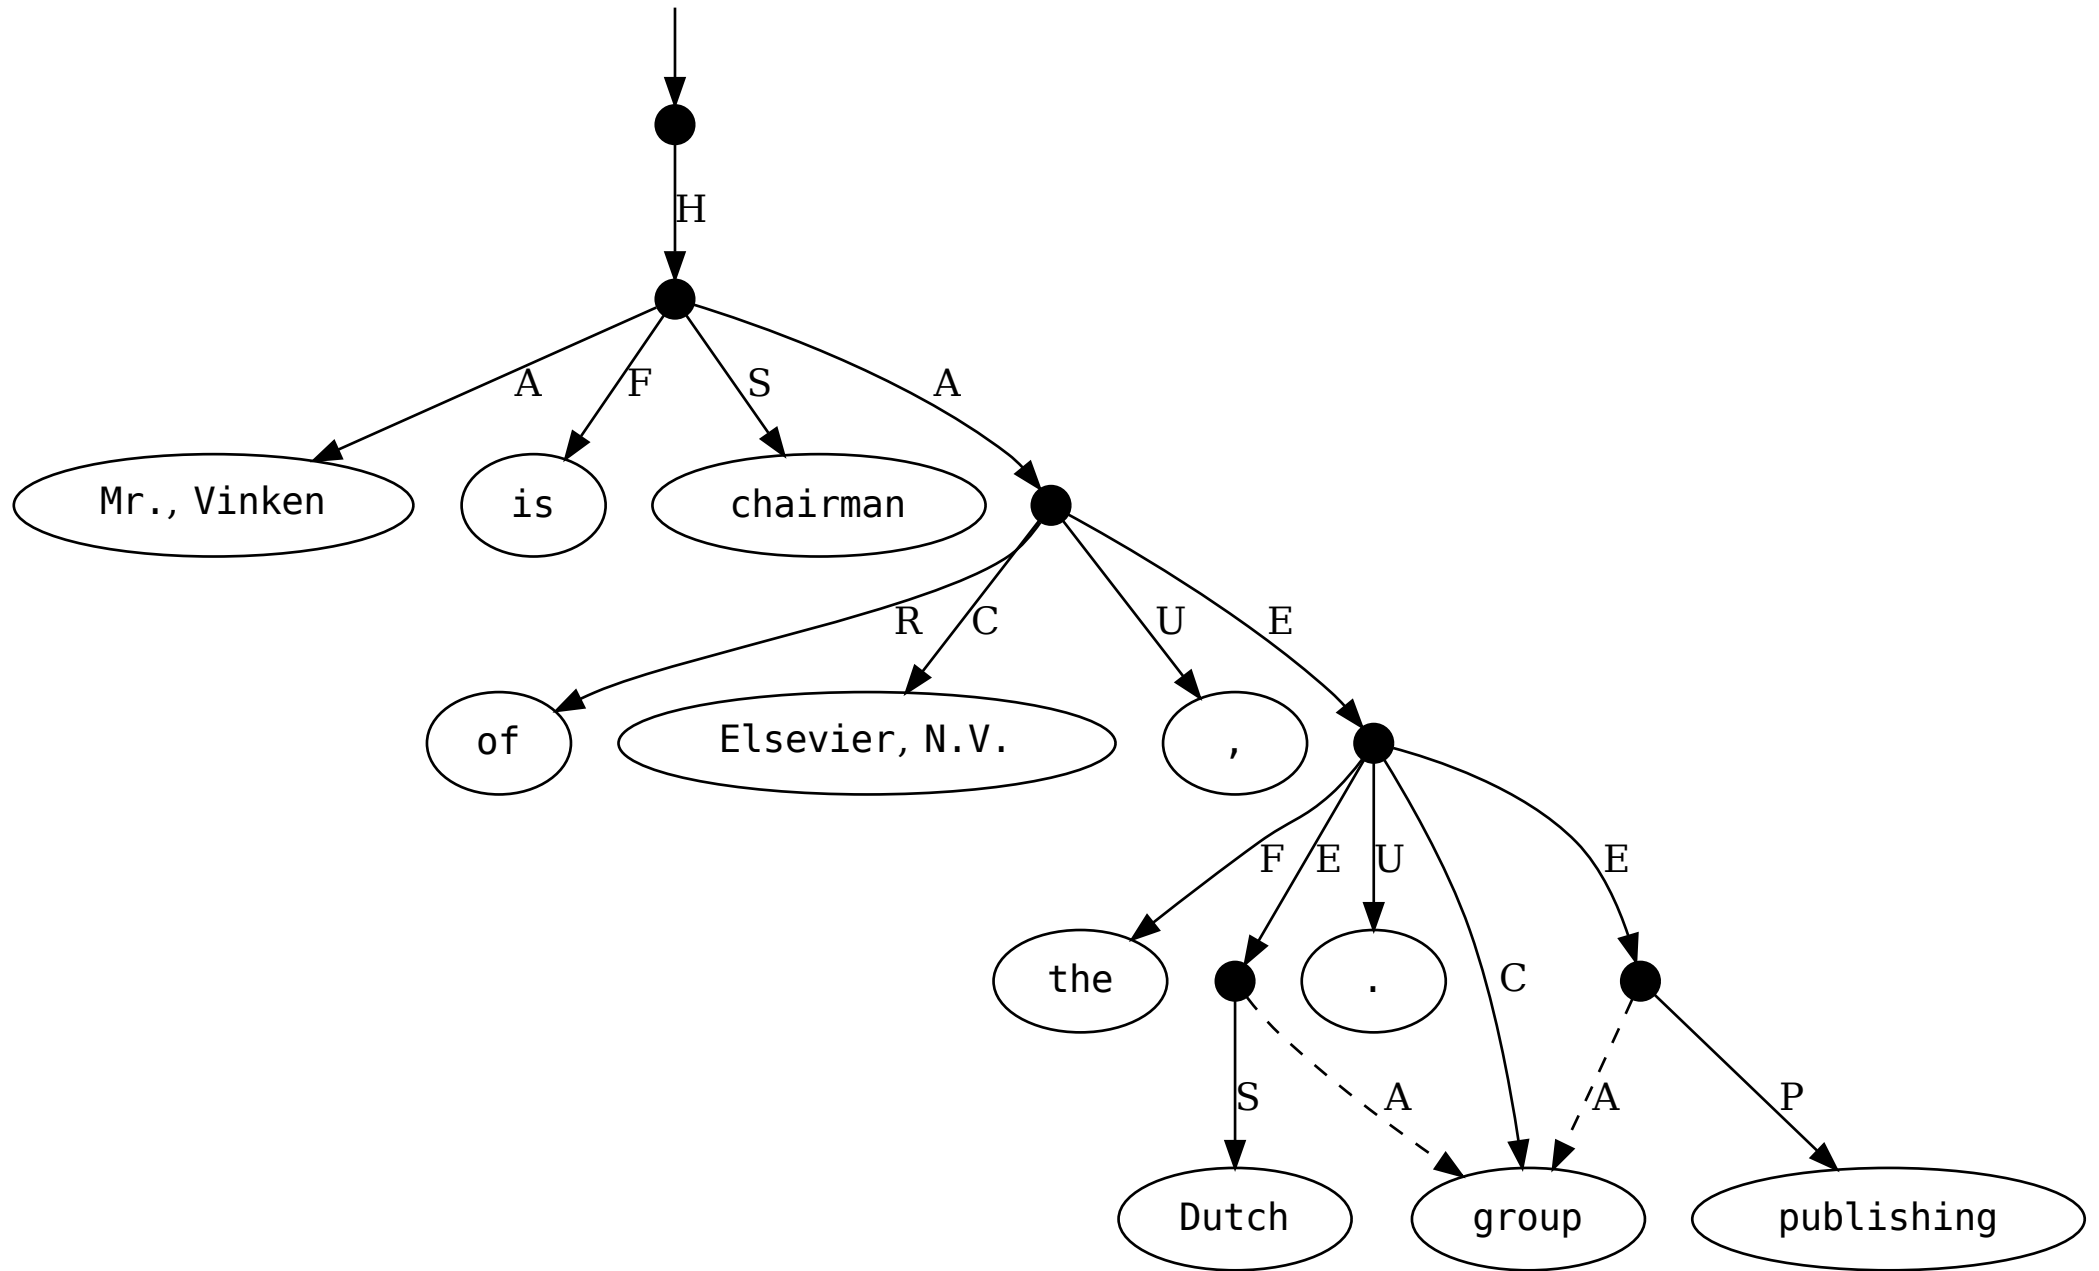 H
A F S A
Mr., Vinken is chairman
R C U E
of Elsevier, N.V. ,
F E U E
the . C
S A A P
Dutch group publishing